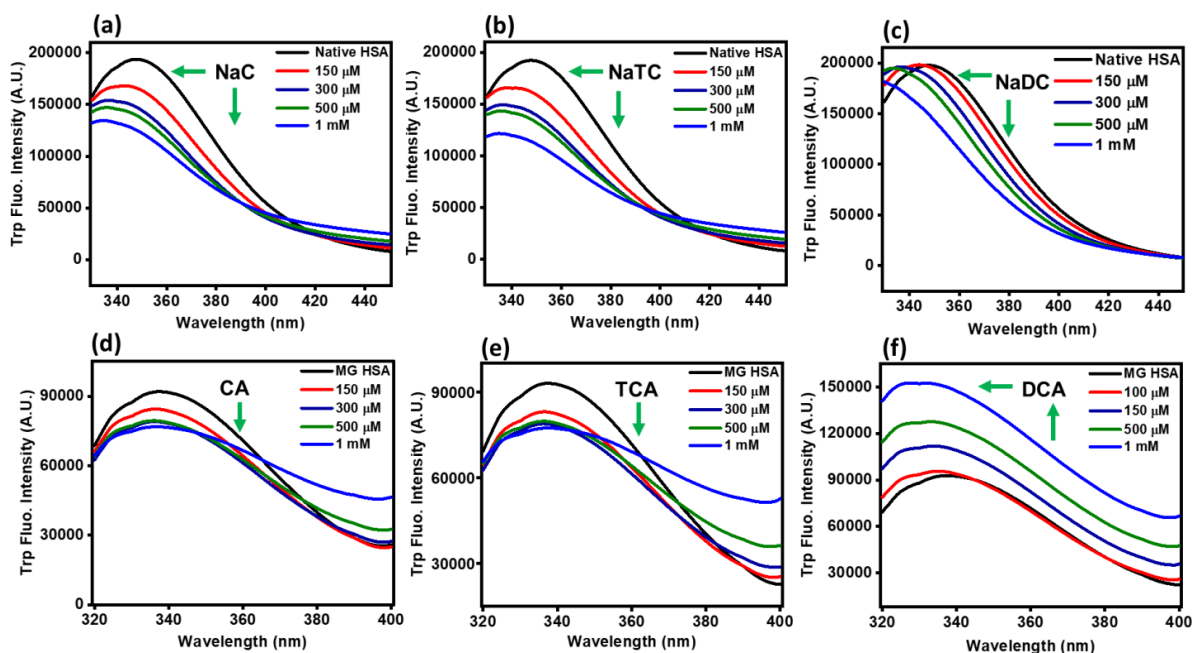 (a)
Trp Fluo. Intensity (A.U.)
200000
150000
100000
50000
0
NaC
Native HSA
150 μM
300 μM
500 μM
1 mM
340 360 380 400 420 440
Wavelength (nm)
(b)
Trp Fluo. Intensity (A.U.)
200000
150000
100000
50000
0
NaTC
Native HSA
150 μM
300 μM
500 μM
1 mM
340 360 380 400 420 440
Wavelength (nm)
(c)
Trp Fluo. Intensity (A.U.)
200000
150000
100000
50000
0
NaDC
Native HSA
150 μM
300 μM
500 μM
1 mM
340 360 380 400 420 440
Wavelength (nm)
(d)
Trp Fluo. Intensity (A.U.)
90000
60000
30000
0
CA
MG HSA
150 μM
300 μM
500 μM
1 mM
320 340 360 380 400
Wavelength (nm)
(e)
Trp Fluo. Intensity (A.U.)
90000
70000
50000
30000
10000
TCA
MG HSA
150 μM
300 μM
500 μM
1 mM
320 340 360 380 400
Wavelength (nm)
(f)
Trp Fluo. Intensity (A.U.)
150000
120000
90000
60000
30000
0
DCA
MG HSA
100 μM
150 μM
500 μM
1 mM
320 340 360 380 400
Wavelength (nm)